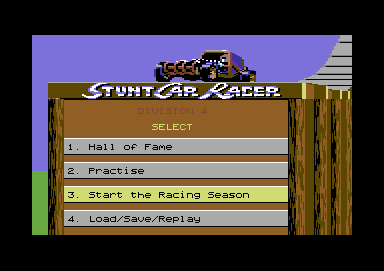 STUNT CAR RACER
DIVISION 4
SELECT
1. Hall of Fame
2. Practise
3. Start the Racing Season
4. Load/Save/Replay